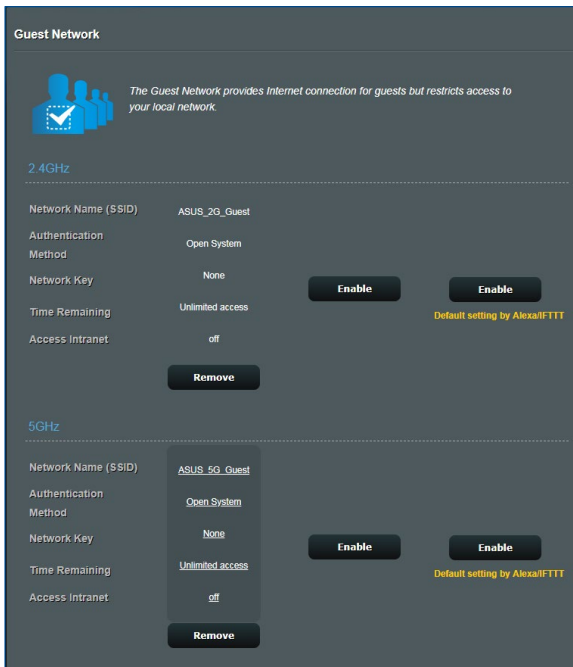 Guest Network
The Guest Network provides Internet connection for guests but restricts access to
your local network.
2.4GHz
Network Name (SSID) ASUS_2G_Guest
Authentication
Method Open System
Network Key None
Enable Enable
Time Remaining Unlimited access
Default setting by Alexa/IFTTT
Access Intranet off
Remove
5GHz
Network Name (SSID) ASUS_5G_Guest
Authentication
Method Open System
Network Key None
Enable Enable
Time Remaining Unlimited access
Default setting by Alexa/IFTTT
Access Intranet off
Remove